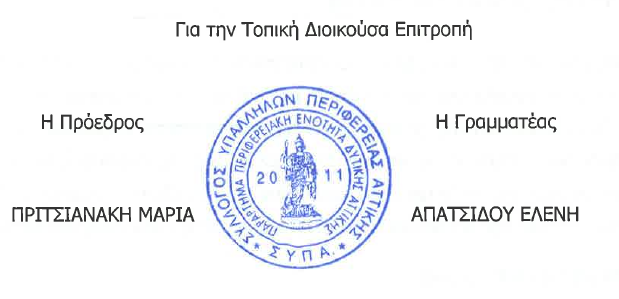 Για την Τοπική Διοικούσα Επιτροπή
Η Πρόεδρος
Η Γραμματέας
ΣΥΛΛΟΓΟΣ ΥΠΑΛΛΗΛΩΝ ΠΕΡΙΦΕΡΕΙΑΣ ΑΤΤΙΚΗΣ
ΠΑΡΑΡΤΗΜΑ ΠΕΡΙΦΕΡΕΙΑΚΗ ΕΝΟΤΗΤΑ ΔΥΤΙΚΗΣ ΑΤΤΙΚΗΣ
20 11
* Σ Υ Π Α. *
ΠΡΙΤΣΙΑΝΑΚΗ ΜΑΡΙΑ
ΑΠΑΤΣΙΔΟΥ ΕΛΕΝΗ